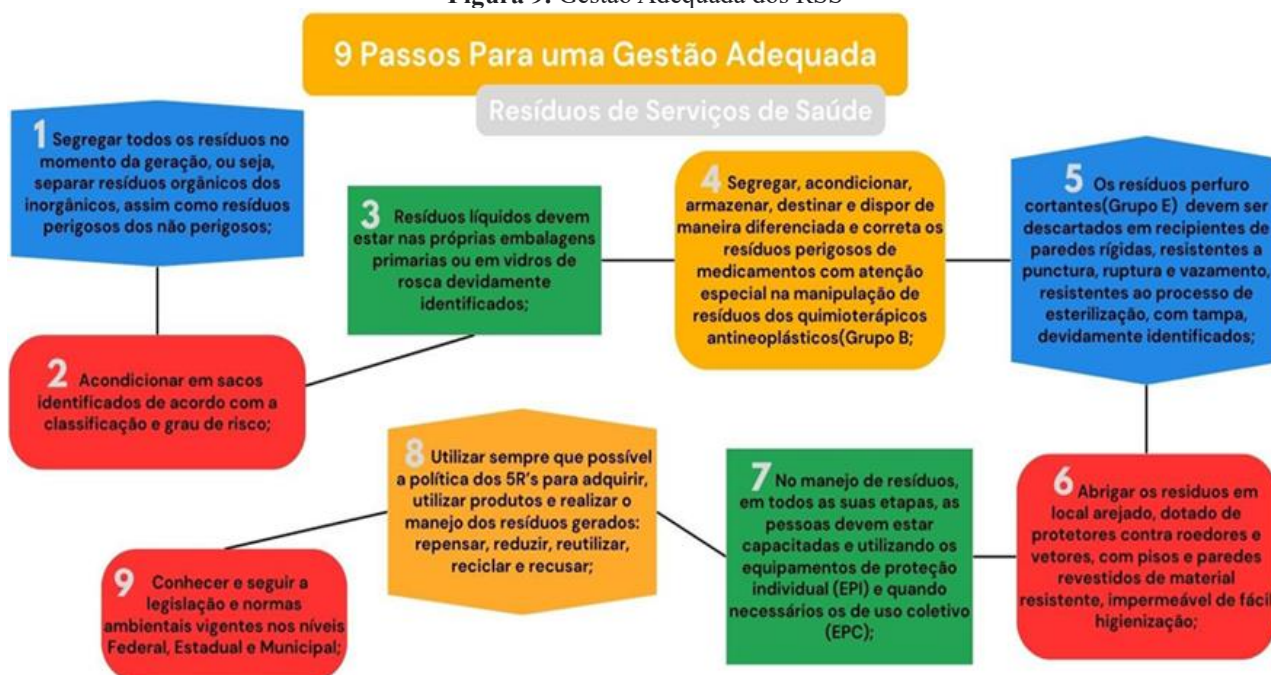 Figura 9. Gestão Adequada dos RSS
9 Passos Para uma Gestão Adequada
Resíduos de Serviços de Saúde
1 Segregar todos os resíduos no
momento da geração, ou seja,
separar resíduos orgânicos dos
inorgânicos, assim como resíduos
perigosos dos não perigosos;
2 Acondicionar em sacos
identificados de acordo com a
classificação e grau de risco;
3 Resíduos líquidos devem
estar nas próprias embalagens
primarias ou em vidros de
rosca devidamente
identificados;
4 Segregar, acondicionar,
armazenar, destinar e dispor de
maneira diferenciada e correta os
resíduos perigosos de
medicamentos com atenção
especial na manipulação de
resíduos dos quimioterápicos
antineoplásticos(Grupo B;
5 Os resíduos perfuro
cortantes(Grupo E) devem ser
descartados em recipientes de
paredes rígidas, resistentes a
punctura, ruptura e vazamento,
resistentes ao processo de
esterilização, com tampa,
devidamente identificados;
6 Abrigar os residuos em
local arejado, dotado de
protetores contra roedores e
vetores, com pisos e paredes
revestidos de material
resistente, impermeável de fácil
higienização;
7 No manejo de resíduos,
em todos as suas etapas, as
pessoas devem estar
capacitadas e utilizando os
equipamentos de proteção
individual (EPI) e quando
necessários os de uso coletivo
(EPC);
8 Utilizar sempre que possível
a política dos 5R's para adquirir,
utilizar produtos e realizar o
manejo dos resíduos gerados:
repensar, reduzir, reutilizar,
reciclar e recusar;
9 Conhecer e seguir a
legislação e normas
ambientais vigentes nos níveis
Federal, Estadual e Municipal;